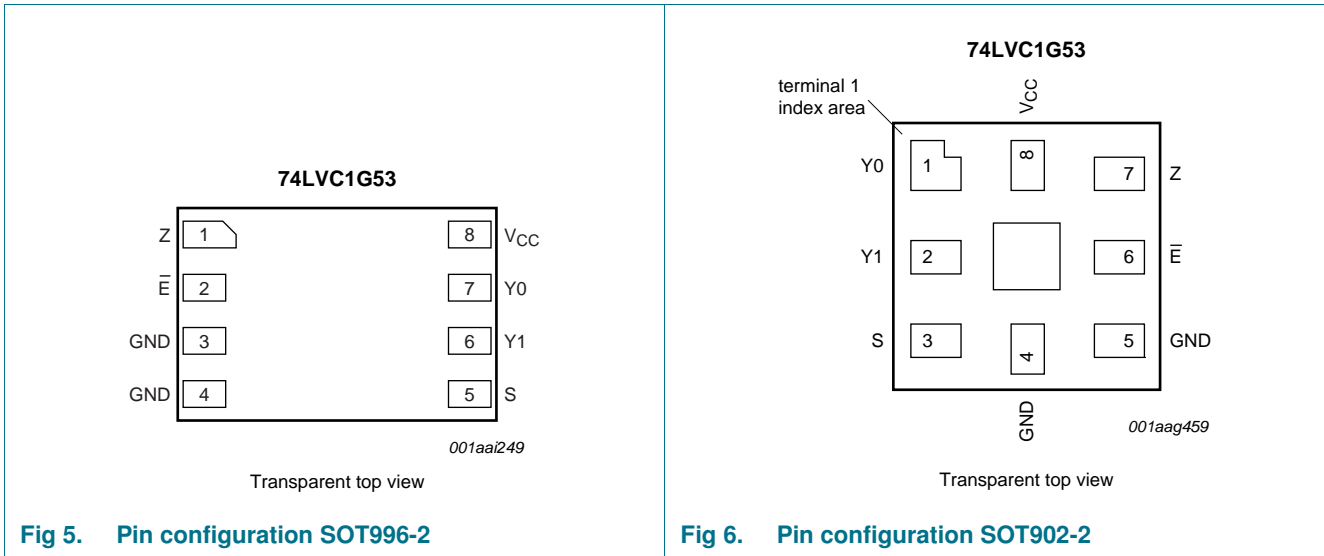 74LVC1G53
Z 1 8 VCC
E̅ 2 7 Y0
GND 3 6 Y1
GND 4 5 S
001aai249
Transparent top view
Fig 5. Pin configuration SOT996-2
74LVC1G53
terminal 1
index area
VCC
Y0 1 8 7 Z
Y1 2 6 E̅
S 3 4 5 GND
GND
001aag459
Transparent top view
Fig 6. Pin configuration SOT902-2